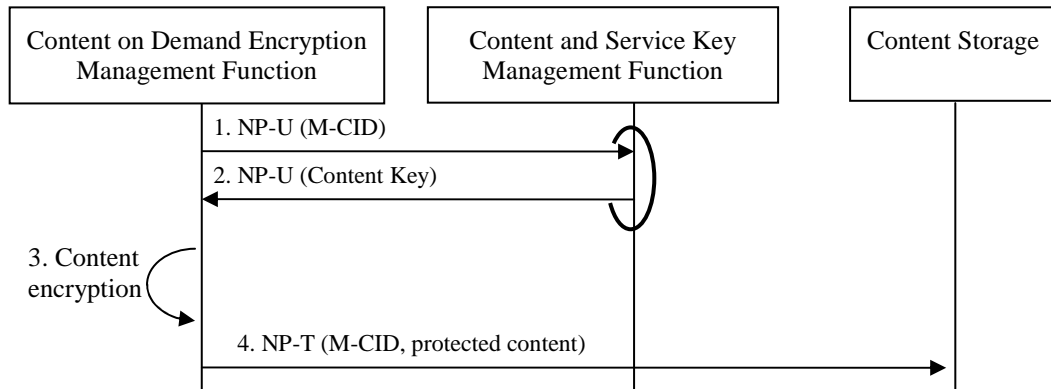 Content on Demand Encryption
Management Function
Content and Service Key
Management Function
Content Storage
1. NP-U (M-CID)
2. NP-U (Content Key)
3. Content
encryption
4. NP-T (M-CID, protected content)